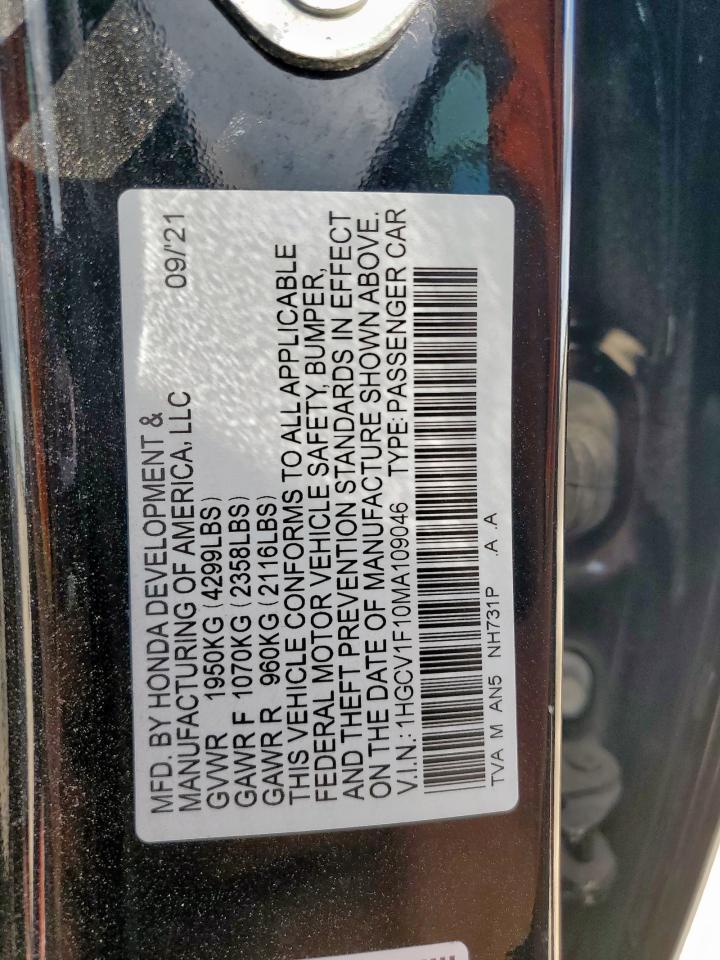 MFD. BY HONDA DEVELOPMENT &
MANUFACTURING OF AMERICA, LLC 09/'21
GVWR 1950KG (4299LBS)
GAWR F 1070KG (2358LBS)
GAWR R 960KG (2116LBS)
THIS VEHICLE CONFORMS TO ALL APPLICABLE
FEDERAL MOTOR VEHICLE SAFETY, BUMPER,
AND THEFT PREVENTION STANDARDS IN EFFECT
ON THE DATE OF MANUFACTURE SHOWN ABOVE.
V.I.N.: 1HGCV1F10MA109046 TYPE: PASSENGER CAR
TVA M AN5 NH731P .A .A